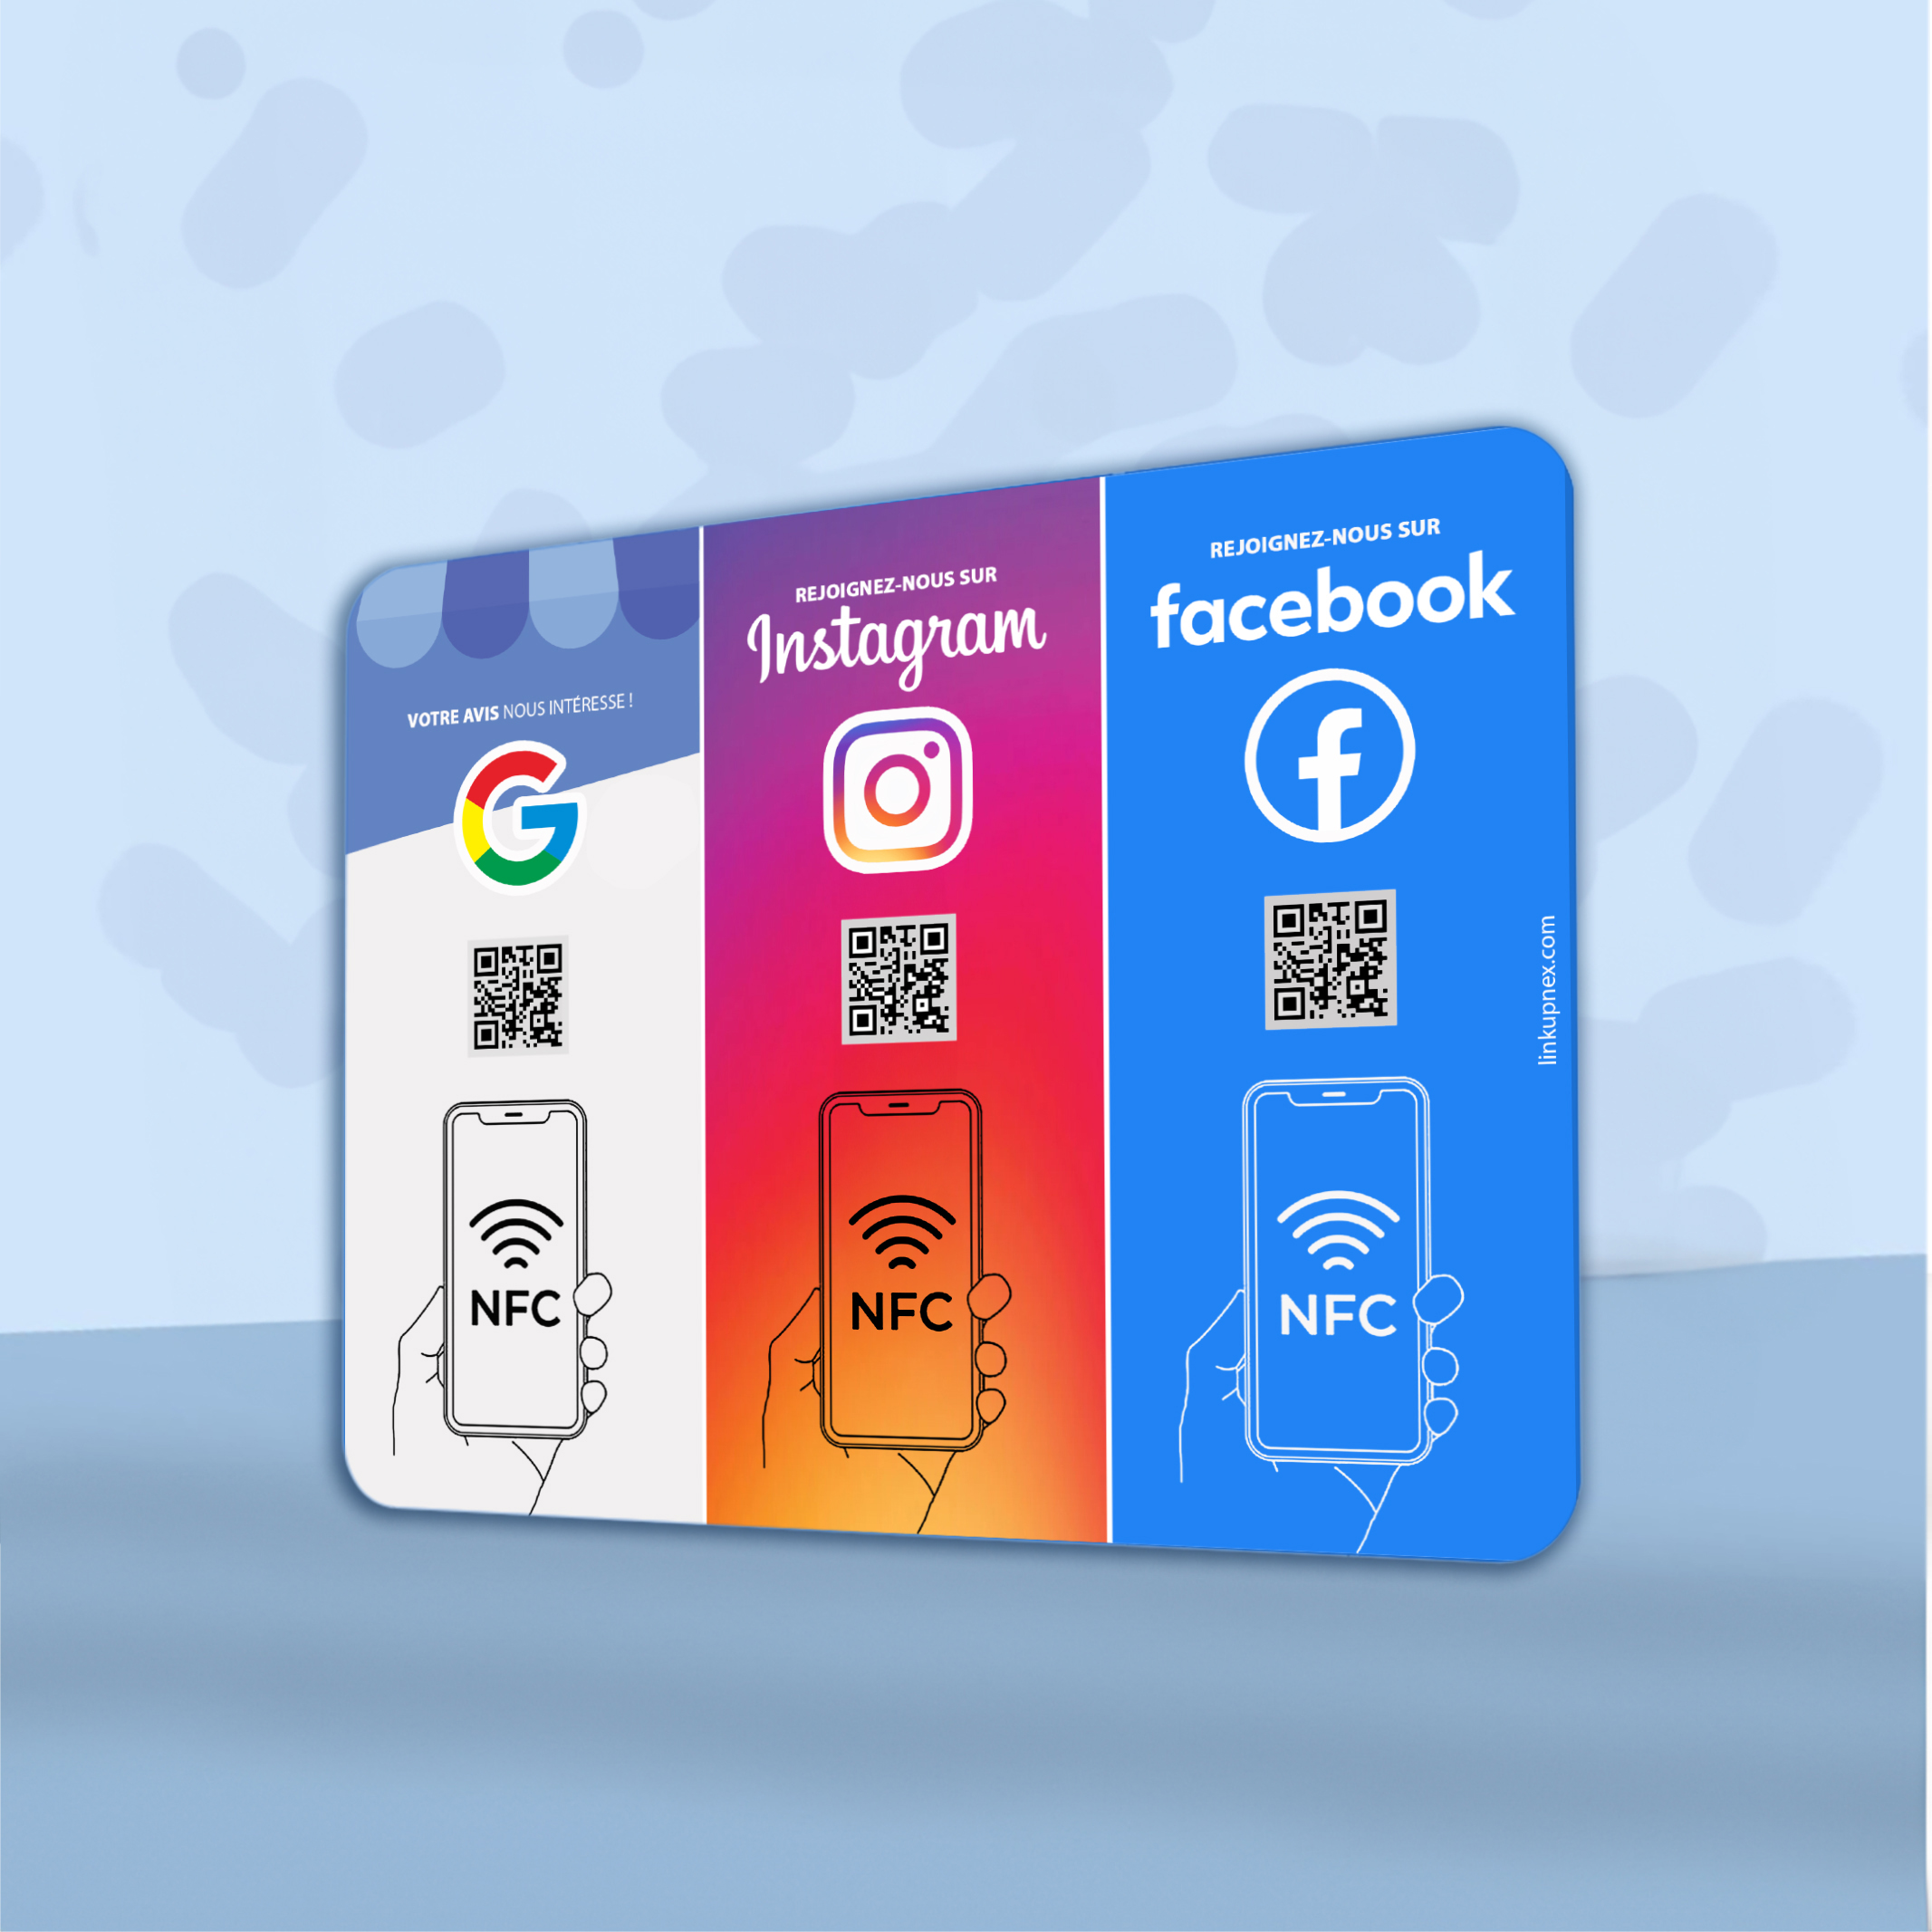 VOTRE AVIS NOUS INTÉRESSE !
G
NFC
REJOIGNEZ-NOUS SUR
Instagram
NFC
REJOIGNEZ-NOUS SUR
facebook
f
NFC
linkupnex.com